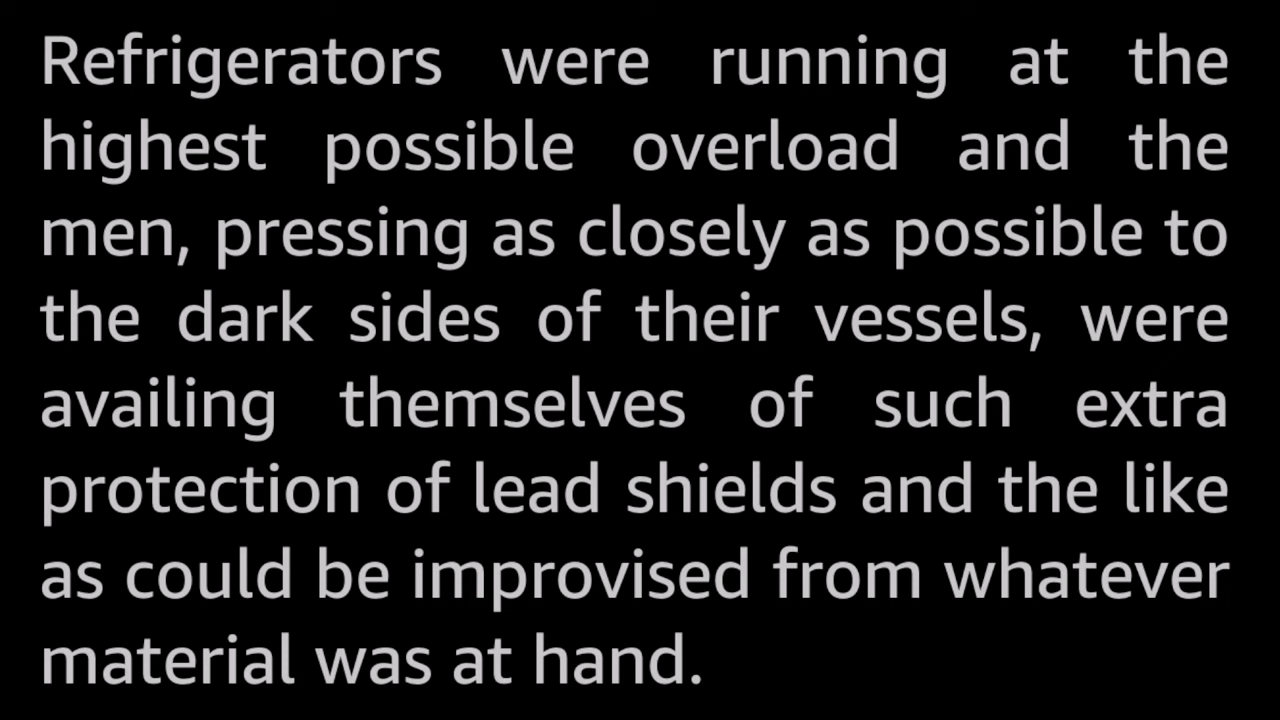 Refrigerators were running at the
highest possible overload and the
men, pressing as closely as possible to
the dark sides of their vessels, were
availing themselves of such extra
protection of lead shields and the like
as could be improvised from whatever
material was at hand.